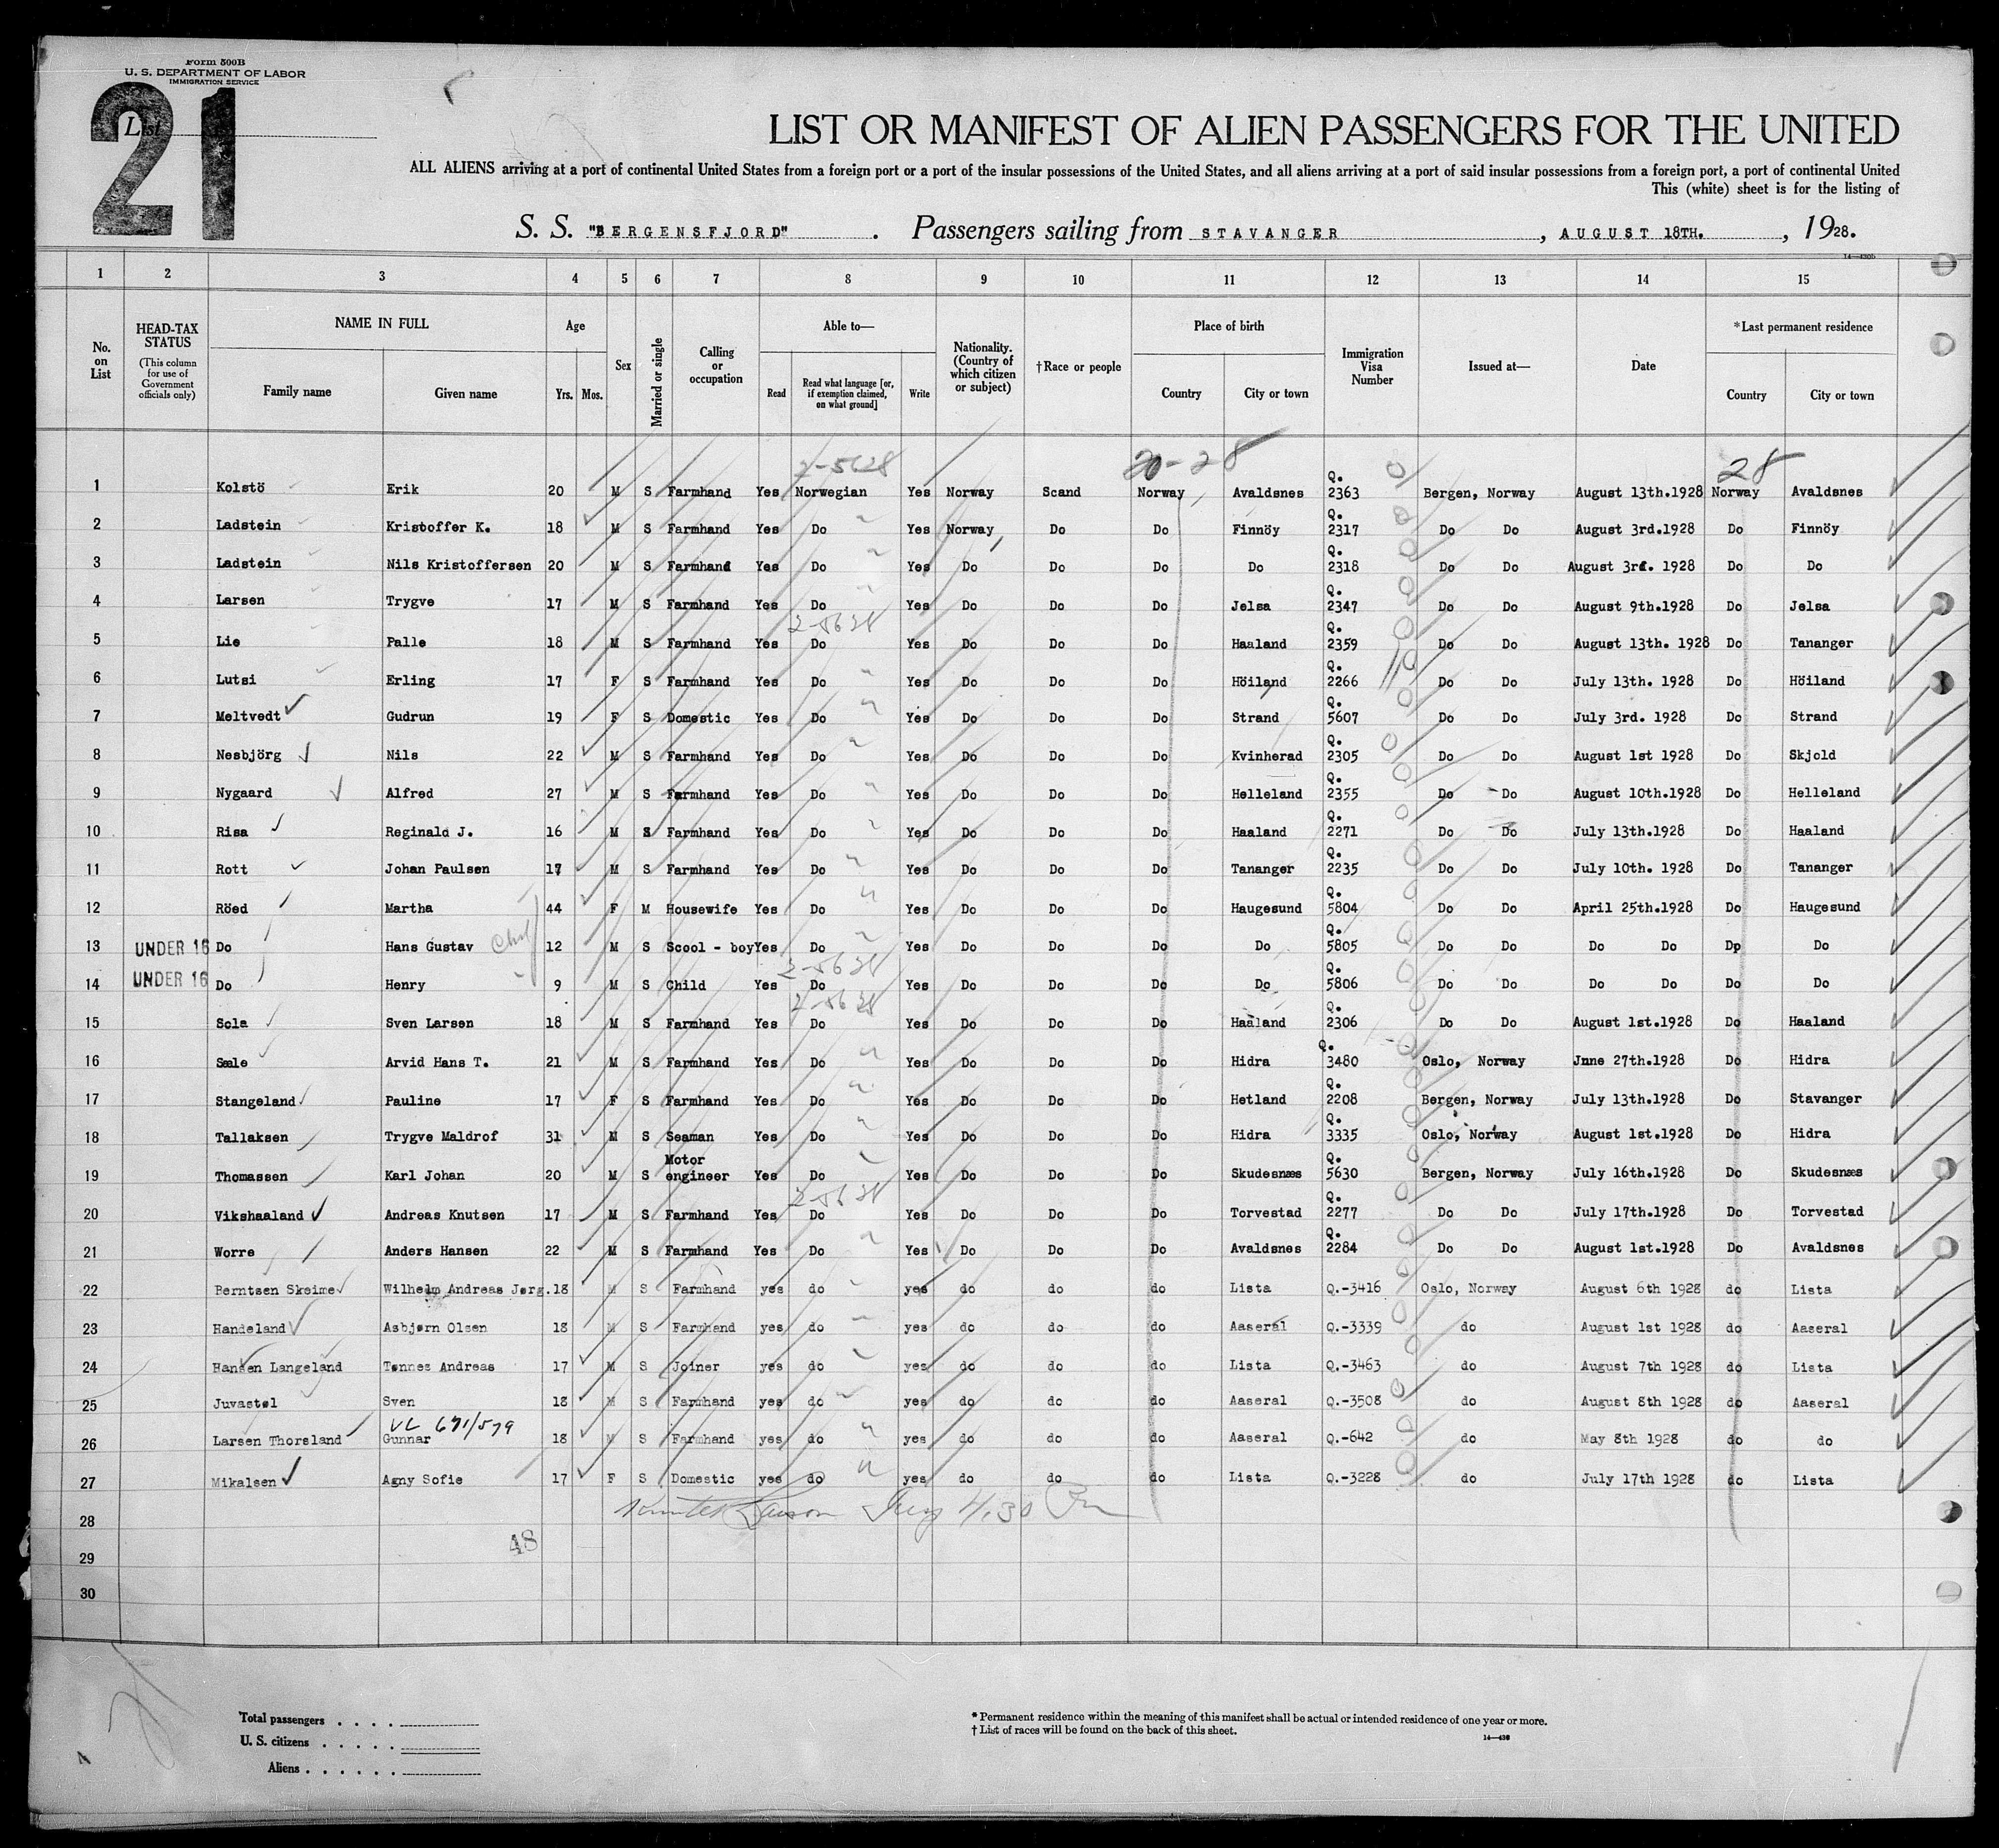 Form 500B
U. S. DEPARTMENT OF LABOR
IMMIGRATION SERVICE
List
21
LIST OR MANIFEST OF ALIEN PASSENGERS FOR THE UNITED
ALL ALIENS arriving at a port of continental United States from a foreign port or a port of the insular possessions of the United States, and all aliens arriving at a port of said insular possessions from a foreign port, a port of continental United
This (white) sheet is for the listing of
S. S. "BERGENSFJORD". Passengers sailing from STAVANGER, AUGUST 18TH., 1928.
14-430b
1 2 3 4 5 6 7 8 9 10 11 12 13 14 15
No. on List
HEAD-TAX STATUS
(This column for use of Government officials only)
NAME IN FULL
Family name Given name
Age
Yrs. Mos.
Sex
Married or single
Calling or occupation
Able to—
Read Read what language [or, if exemption claimed, on what ground] Write
Nationality. (Country of which citizen or subject)
†Race or people
Place of birth
Country City or town
Immigration Visa Number
Issued at—
Date
*Last permanent residence
Country City or town
2-5628 20-28 28
1 Kolstö Erik 20 M S Farmhand Yes Norwegian Yes Norway Scand Norway Avaldsnes Q. 2363 Bergen, Norway August 13th.1928 Norway Avaldsnes
2 Ladstein Kristoffer K. 18 M S Farmhand Yes Do Yes Norway Do Do Finnöy Q. 2317 Do Do August 3rd.1928 Do Finnöy
3 Ladstein Nils Kristoffersen 20 M S Farmhand Yes Do Yes Do Do Do Do Q. 2318 Do Do August 3rd. 1928 Do Do
4 Larsen Trygve 17 M S Farmhand Yes Do Yes Do Do Do Jelsa Q. 2347 Do Do August 9th.1928 Do Jelsa
2-5628
5 Lie Palle 18 M S Farmhand Yes Do Yes Do Do Do Haaland Q. 2359 Do Do August 13th. 1928 Do Tananger
6 Lutsi Erling 17 F S Farmhand Yes Do Yes Do Do Do Höiland Q. 2266 Do Do July 13th. 1928 Do Höiland
7 Meltvedt Gudrun 19 F S Domestic Yes Do Yes Do Do Do Strand Q. 5607 Do Do July 3rd. 1928 Do Strand
8 Nesbjörg Nils 22 M S Farmhand Yes Do Yes Do Do Do Kvinherad Q. 2305 Do Do August 1st 1928 Do Skjold
9 Nygaard Alfred 27 M S Farmhand Yes Do Yes Do Do Do Helleland Q. 2355 Do Do August 10th.1928 Do Helleland
10 Risa Reginald J. 16 M S Farmhand Yes Do Yes Do Do Do Haaland Q. 2271 Do Do July 13th.1928 Do Haaland
11 Rott Johan Paulsen 17 M S Farmhand Yes Do Yes Do Do Do Tananger Q. 2235 Do Do July 10th. 1928 Do Tananger
12 Röed Martha 44 F M Housewife Yes Do Yes Do Do Do Haugesund Q. 5804 Do Do April 25th.1928 Do Haugesund
13 UNDER 16 Do Hans Gustav 12 M S Scool - boy Yes Do Yes Do Do Do Do Q. 5805 Do Do Do Do Dp Do
2-5628
14 UNDER 16 Do Henry 9 M S Child Yes Do Yes Do Do Do Do Q. 5806 Do Do Do Do Do Do
2-5628
15 Sola Sven Larsen 18 M S Farmhand Yes Do Yes Do Do Do Haaland Q. 2306 Do Do August 1st.1928 Do Haaland
16 Sæle Arvid Hans T. 21 M S Farmhand Yes Do Yes Do Do Do Hidra Q. 3480 Oslo, Norway Jnne 27th.1928 Do Hidra
17 Stangeland Pauline 17 F S Farmhand Yes Do Yes Do Do Do Hetland Q. 2208 Bergen, Norway July 13th.1928 Do Stavanger
18 Tallaksen Trygve Maldrof 31 M S Seaman Yes Do Yes Do Do Do Hidra Q. 3335 Oslo, Norway August 1st.1928 Do Hidra
19 Thomassen Karl Johan 20 M S Motor engineer Yes Do Yes Do Do Do Skudesnæs Q. 5630 Bergen, Norway July 16th.1928 Do Skudesnæs
2-5628
20 Vikshaaland Andreas Knutsen 17 M S Farmhand Yes Do Yes Do Do Do Torvestad Q. 2277 Do Do July 17th.1928 Do Torvestad
21 Worre Anders Hansen 22 M S Farmhand Yes Do Yes Do Do Do Avaldsnes Q. 2284 Do Do August 1st.1928 Do Avaldsnes
22 Berntsen Skeime Wilhelm Andreas Jørg. 18 M S Farmhand yes do yes do do do Lista Q.-3416 Oslo, Norway August 6th 1928 do Lista
23 Handeland Asbjørn Olsen 18 M S Farmhand yes do yes do do do Aaseral Q.-3339 do August 1st 1928 do Aaseral
24 Hansen Langeland Tønnes Andreas 17 M S Joiner yes do yes do do do Lista Q.-3463 do August 7th 1928 do Lista
25 Juvastøl Sven 18 M S Farmhand yes do yes do do do Aaseral Q.-3508 do August 8th 1928 do Aaseral
VL 671/579
26 Larsen Thorsland Gunnar 18 M S Farmhand yes do yes do do do Aaseral Q.-642 do May 8th 1928 do do
27 Mikalsen Agny Sofie 17 F S Domestic yes do yes do do do Lista Q.-3228 do July 17th 1928 do Lista
28
48
29
30
Total passengers . . . .
U. S. citizens . . . . .
Aliens . . . . . .
* Permanent residence within the meaning of this manifest shall be actual or intended residence of one year or more.
† List of races will be found on the back of this sheet.
14-430